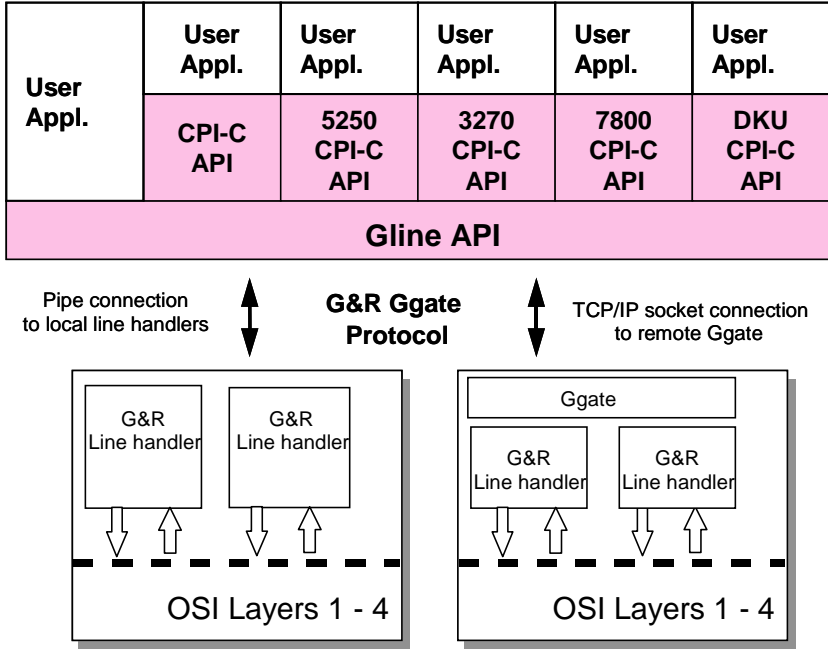 User
Appl.
User
Appl.
User
Appl.
User
Appl.
User
Appl.
User
Appl.
CPI-C
API
5250
CPI-C
API
3270
CPI-C
API
7800
CPI-C
API
DKU
CPI-C
API
Gline API
Pipe connection
to local line handlers
G&R Ggate
Protocol
TCP/IP socket connection
to remote Ggate
G&R
Line handler
G&R
Line handler
OSI Layers 1 - 4
Ggate
G&R
Line handler
G&R
Line handler
OSI Layers 1 - 4